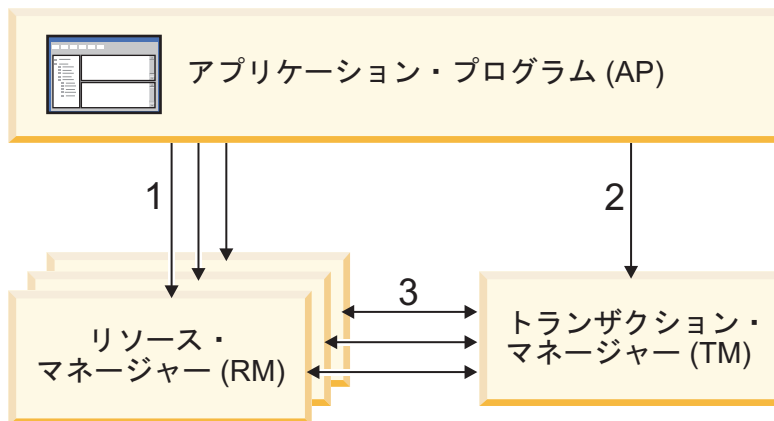 アプリケーション・プログラム (AP)
1
2
3
リソース・
マネージャー (RM)
トランザクション・
マネージャー (TM)